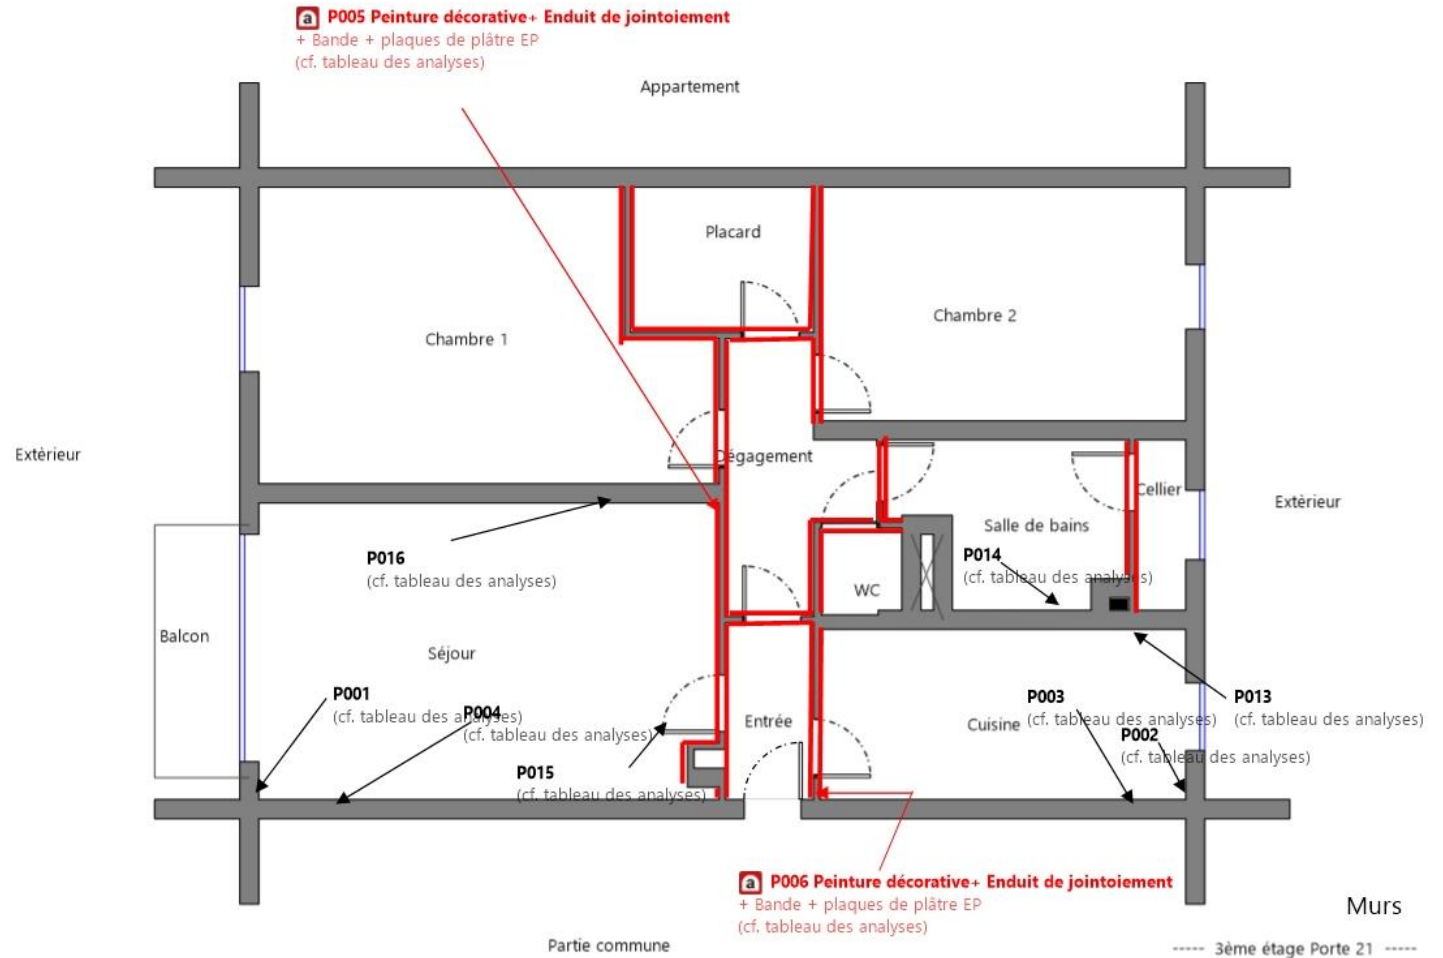 a P005 Peinture décorative+ Enduit de jointoiement
+ Bande + plaques de plâtre EP
(cf. tableau des analyses)
Appartement
Placard
Chambre 2
Chambre 1
Extèrieur
Dégagement
Cellier
Extèrieur
Salle de bains
P016
(cf. tableau des analyses)
P014
(cf. tableau des analyses)
WC
Balcon
Séjour
P001
(cf. tableau des analyses)
P004
(cf. tableau des analyses)
P015
(cf. tableau des analyses)
Entrée
Cuisine
P003
(cf. tableau des analyses)
P013
(cf. tableau des analyses)
P002
(cf. tableau des analyses)
a P006 Peinture décorative+ Enduit de jointoiement
+ Bande + plaques de plâtre EP
(cf. tableau des analyses)
Murs
Partie commune
----- 3ème étage Porte 21 -----